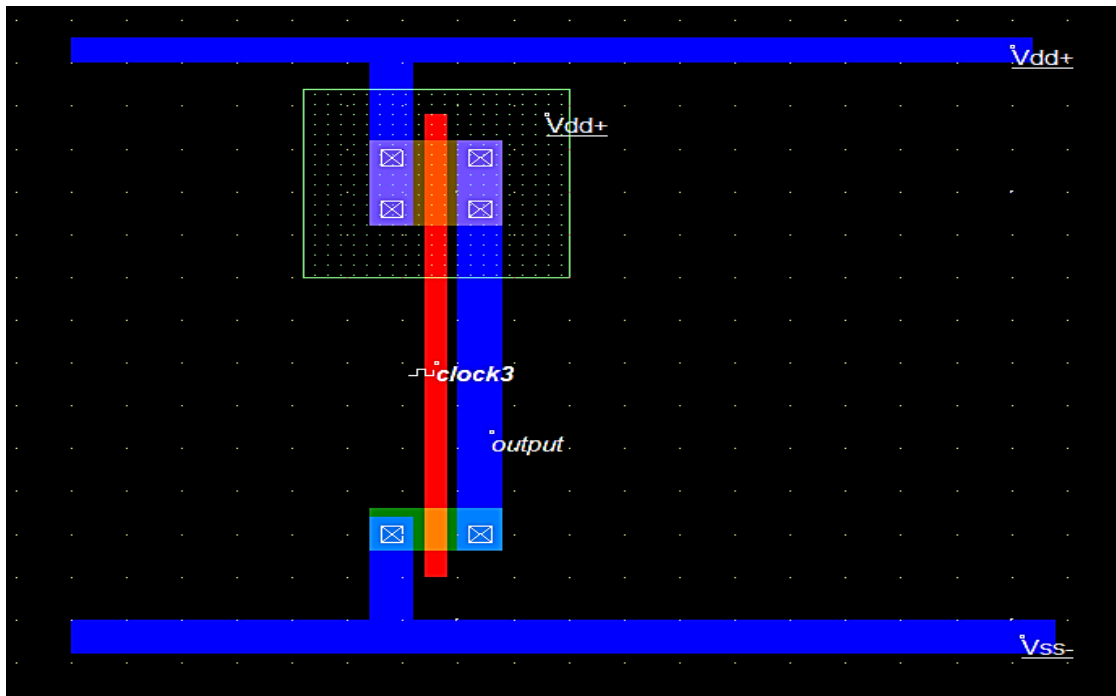 Vdd+
Vdd+
clock3
output
Vss-